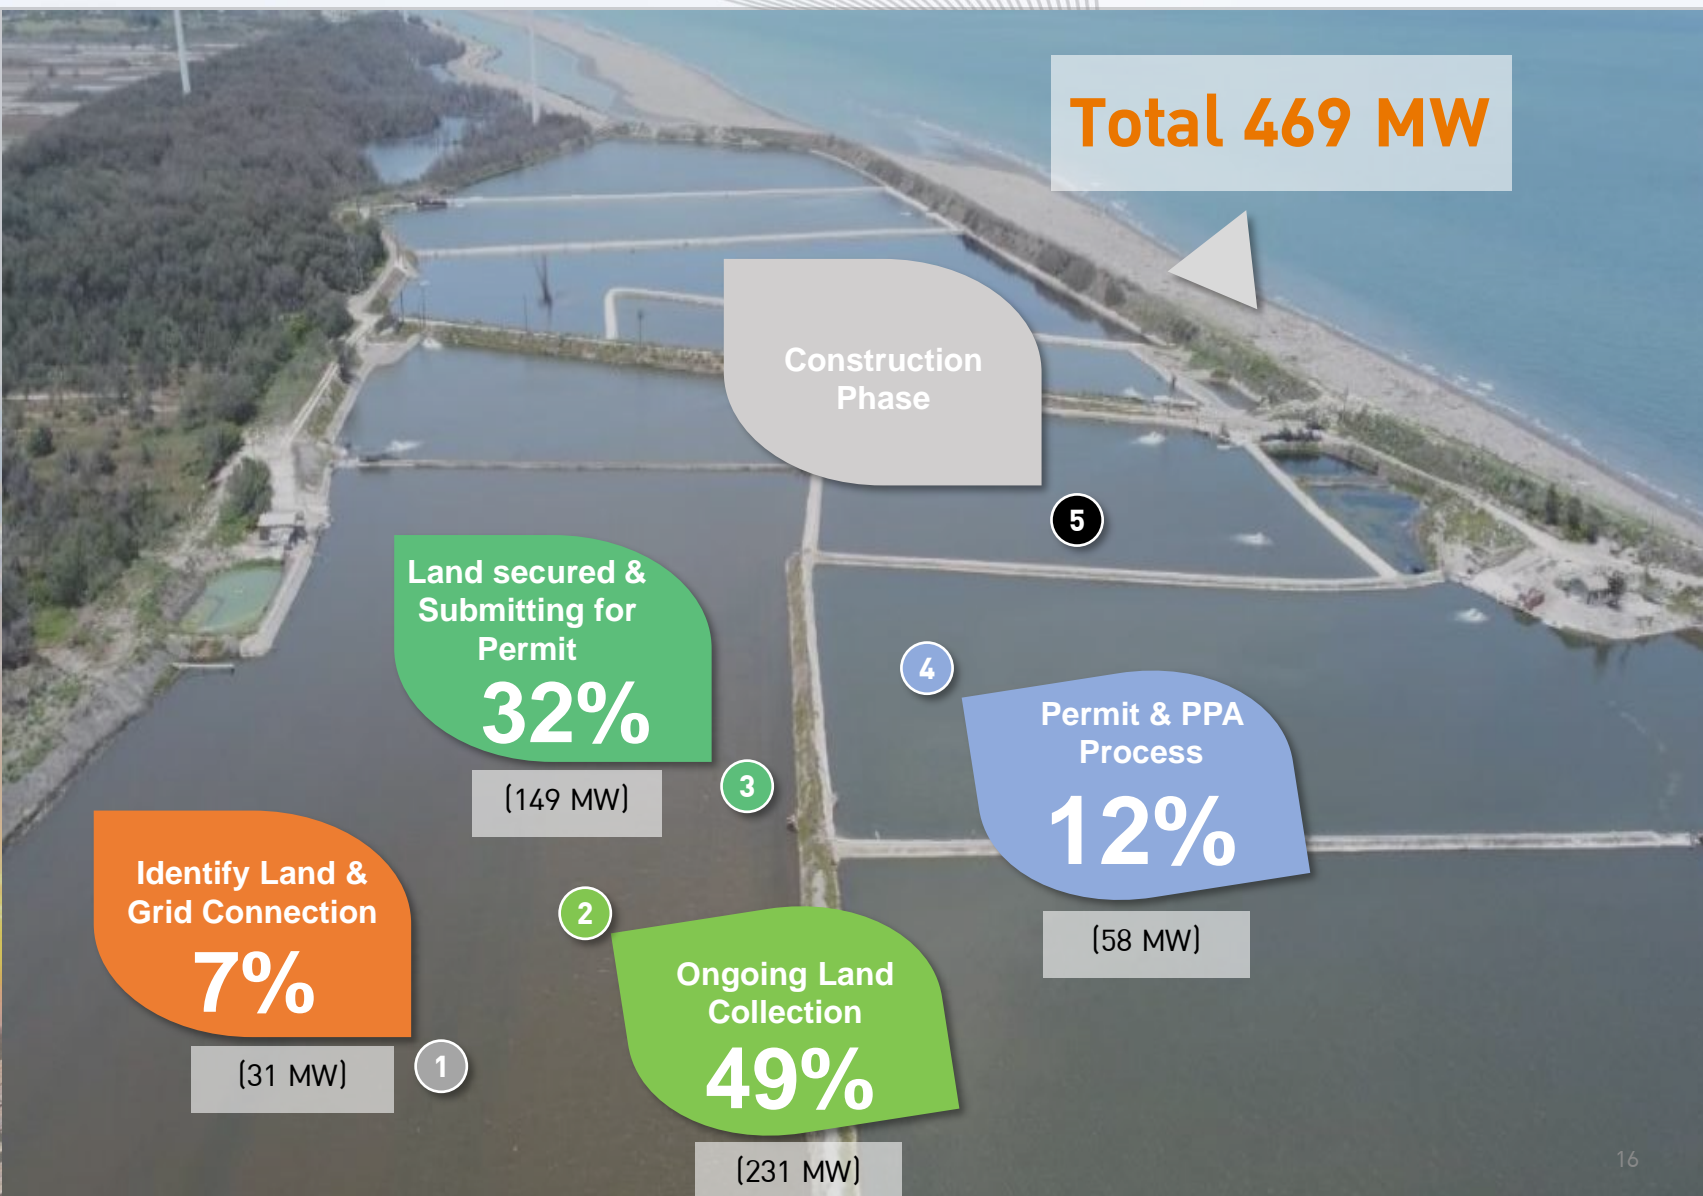 Total 469 MW
Construction
Phase
5
Land secured &
Submitting for
Permit
32%
(149 MW)
3
4
Permit & PPA
Process
12%
(58 MW)
Identify Land &
Grid Connection
7%
(31 MW)
1
2
Ongoing Land
Collection
49%
(231 MW)
16